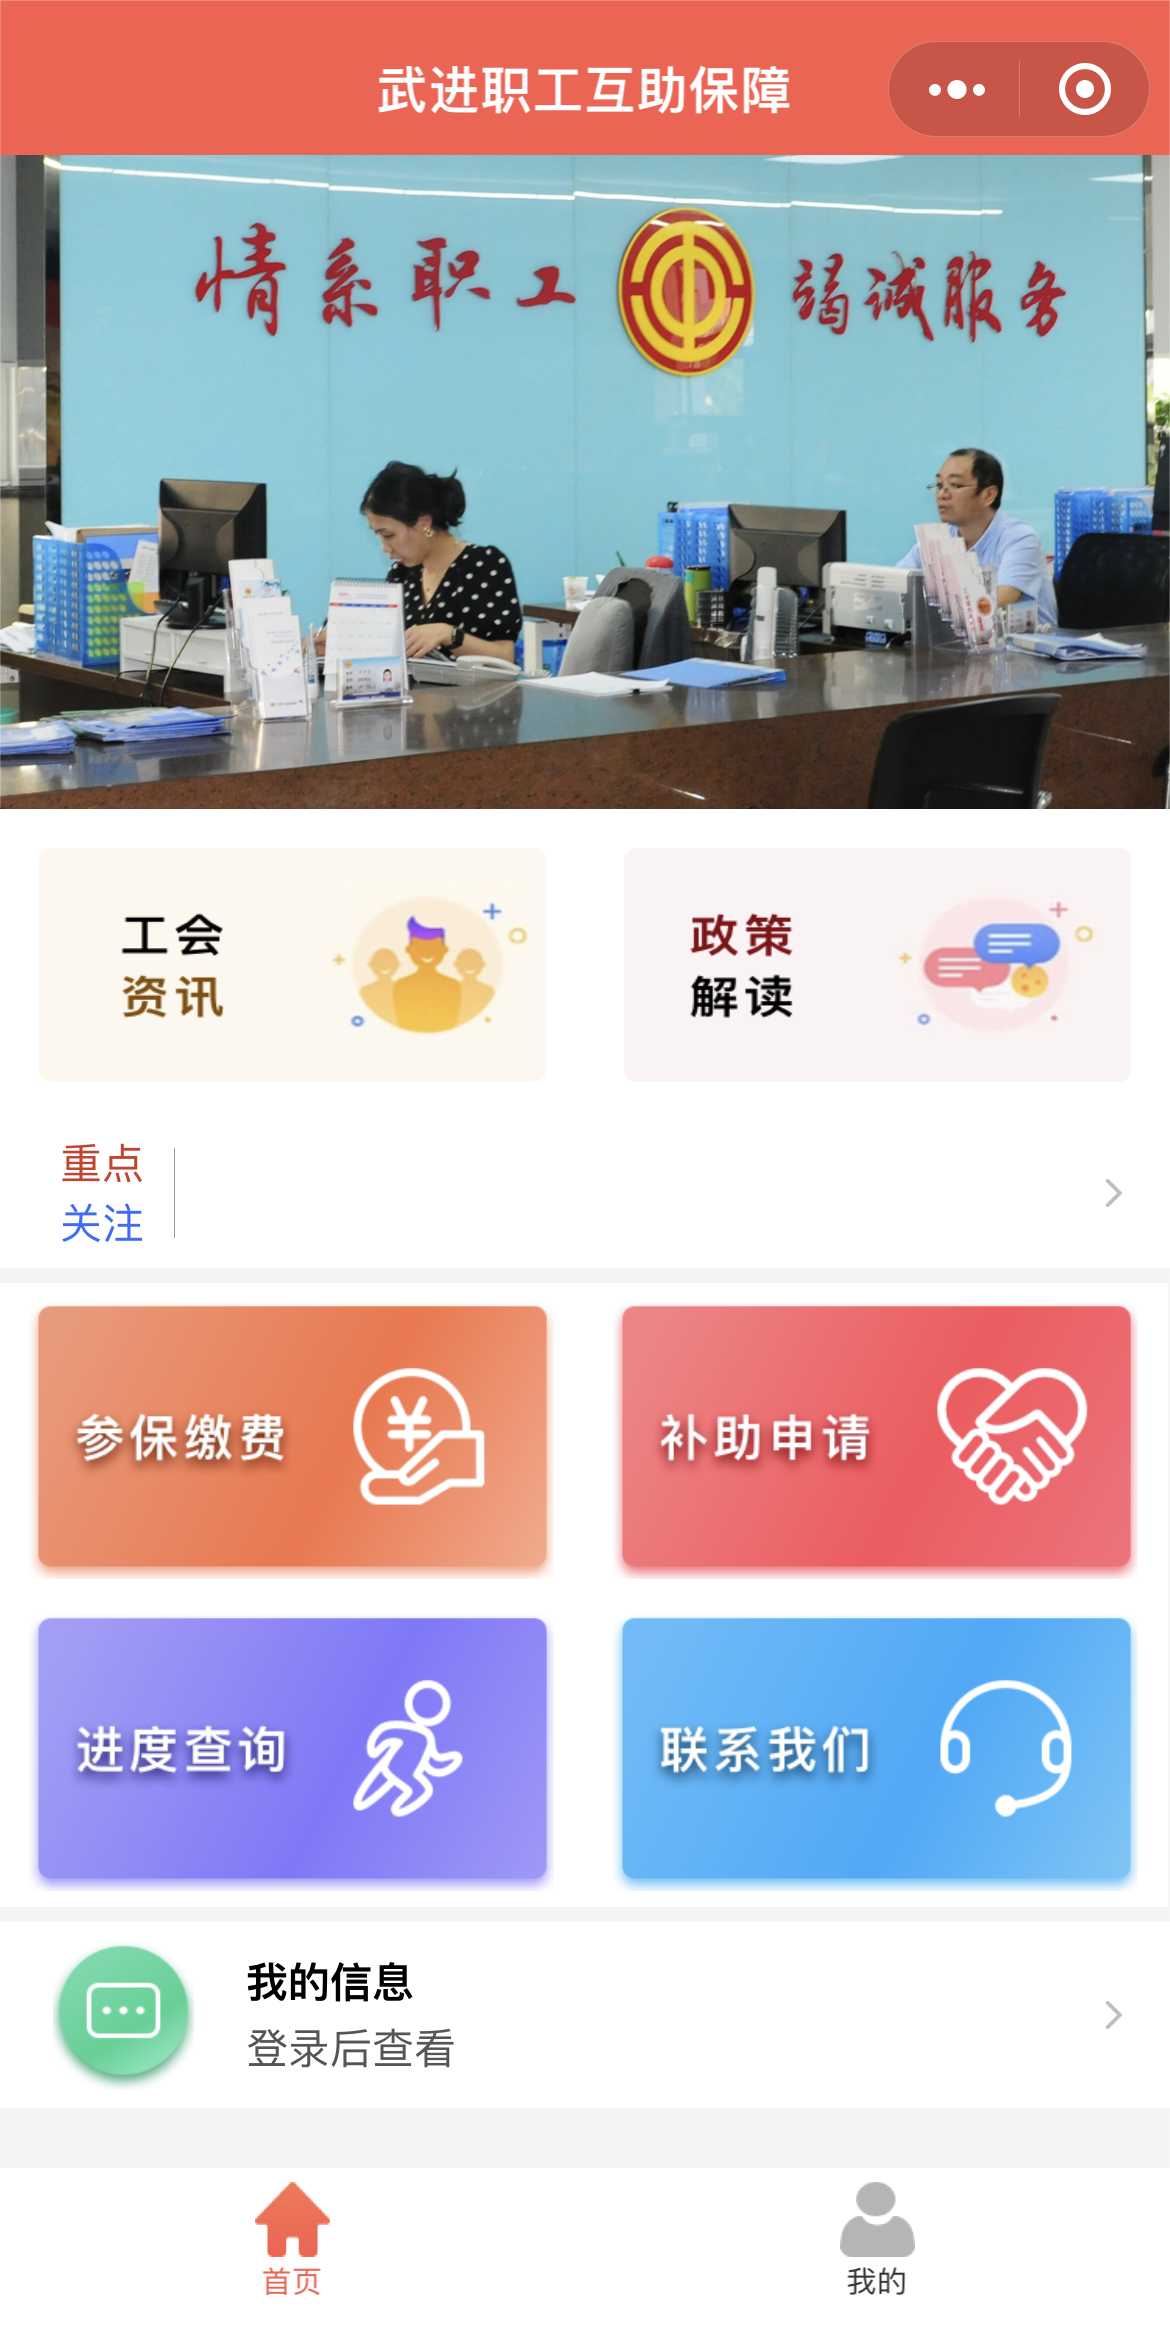 武进职工互助保障
情系职工 竭诚服务
工会
资讯
政策
解读
重点
关注
参保缴费
补助申请
进度查询
联系我们
我的信息
登录后查看
首页
我的